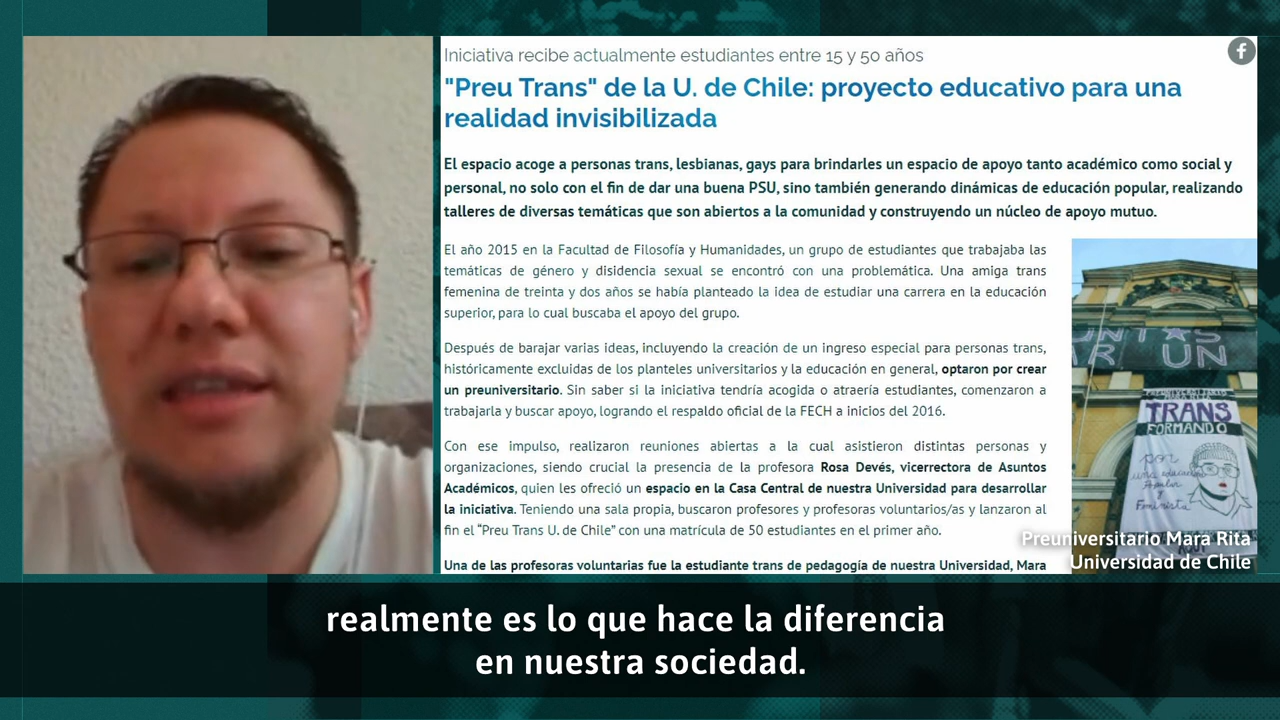 Iniciativa recibe actualmente estudiantes entre 15 y 50 años
f
"Preu Trans" de la U. de Chile: proyecto educativo para una
realidad invisibilizada
El espacio acoge a personas trans, lesbianas, gays para brindarles un espacio de apoyo tanto académico como social y
personal, no solo con el fin de dar una buena PSU, sino también generando dinámicas de educación popular, realizando
talleres de diversas temáticas que son abiertos a la comunidad y construyendo un núcleo de apoyo mutuo.
El año 2015 en la Facultad de Filosofía y Humanidades, un grupo de estudiantes que trabajaba las
temáticas de género y disidencia sexual se encontró con una problemática. Una amiga trans
femenina de treinta y dos años se había planteado la idea de estudiar una carrera en la educación
superior, para lo cual buscaba el apoyo del grupo.
Después de barajar varias ideas, incluyendo la creación de un ingreso especial para personas trans,
históricamente excluidas de los planteles universitarios y la educación en general, optaron por crear
un preuniversitario. Sin saber si la iniciativa tendría acogida o atraería estudiantes, comenzaron a
trabajarla y buscar apoyo, logrando el respaldo oficial de la FECH a inicios del 2016.
Con ese impulso, realizaron reuniones abiertas a la cual asistieron distintas personas y
organizaciones, siendo crucial la presencia de la profesora Rosa Devés, vicerrectora de Asuntos
Académicos, quien les ofreció un espacio en la Casa Central de nuestra Universidad para desarrollar
la iniciativa. Teniendo una sala propia, buscaron profesores y profesoras voluntarios/as y lanzaron al
fin el “Preu Trans U. de Chile” con una matrícula de 50 estudiantes en el primer año.
Una de las profesoras voluntarias fue la estudiante trans de pedagogía de nuestra Universidad, Mara
UN
PREUNIVERSITARIO
MARA RITA
TRANS
FORMANDO
por
una educación
Popular
y
Feminista
Preuniversitario Mara Rita
Universidad de Chile
realmente es lo que hace la diferencia
en nuestra sociedad.